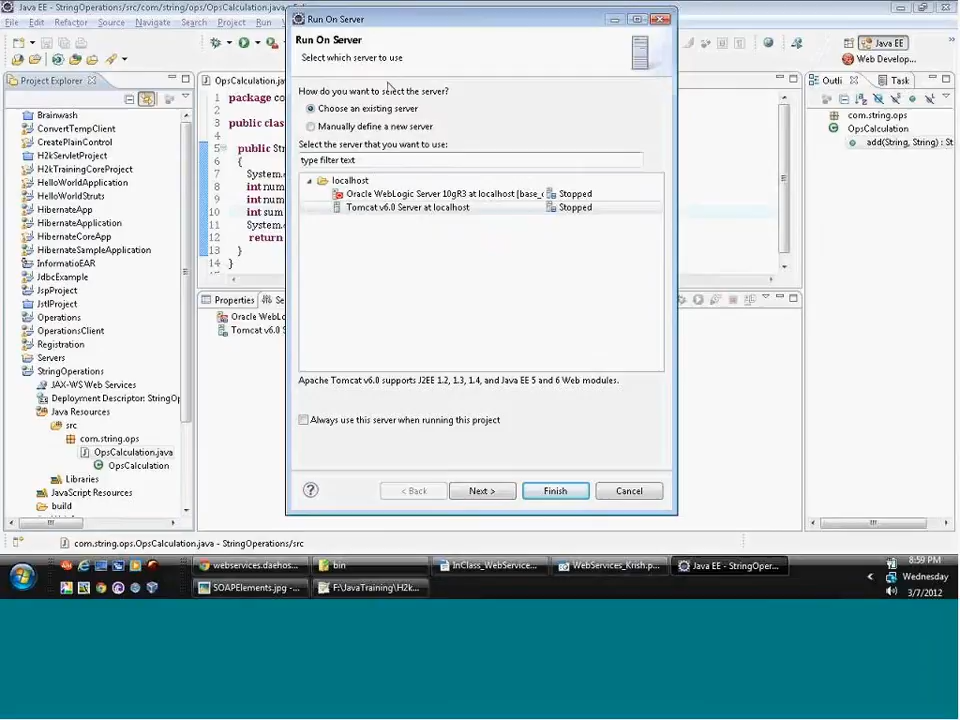 Java EE - StringOperations/src/com/string/ops/OpsCalculation.java
File Edit Refactor Source Navigate Search Project Run
Java EE
Web Develop...
Project Explorer
Brainwash
ConvertTempClient
CreatePlainControl
H2kServletProject
H2kTrainingCoreProject
HelloWorldApplication
HelloWorldStruts
HibernateApp
HibernateApplication
HibernateCoreApp
HibernateSampleApplication
InformatioEAR
JdbcExample
JspProject
JstlProject
Operations
OperationsClient
Registration
Servers
StringOperations
JAX-WS Web Services
Deployment Descriptor: StringOp
Java Resources
src
com.string.ops
OpsCalculation.java
OpsCalculation
Libraries
JavaScript Resources
build
OpsCalculation.
1 package co
2
3 public clas
4
5 public St
6 {
7 System.
8 int num
9 int num
10 int sum
11 System.
12 return
13 }
14 }
Properties
Se
Oracle WebLo
Tomcat v6.0 S
Run On Server
Run On Server
Select which server to use
How do you want to select the server?
Choose an existing server
Manually define a new server
Select the server that you want to use:
type filter text
localhost
Oracle WebLogic Server 10gR3 at localhost [base_ Stopped
Tomcat v6.0 Server at localhost Stopped
Apache Tomcat v6.0 supports J2EE 1.2, 1.3, 1.4, and Java EE 5 and 6 Web modules.
Always use this server when running this project
? < Back Next > Finish Cancel
Outli Task
com.string.ops
OpsCalculation
add(String, String) : St
com.string.ops.OpsCalculation.java - StringOperations/src
webservices.daehos...
bin
InClass_WebService...
WebServices_Krish.p...
Java EE - StringOper...
SOAPElements.jpg - ...
F:\JavaTraining\H2k...
8:59 PM
Wednesday
3/7/2012